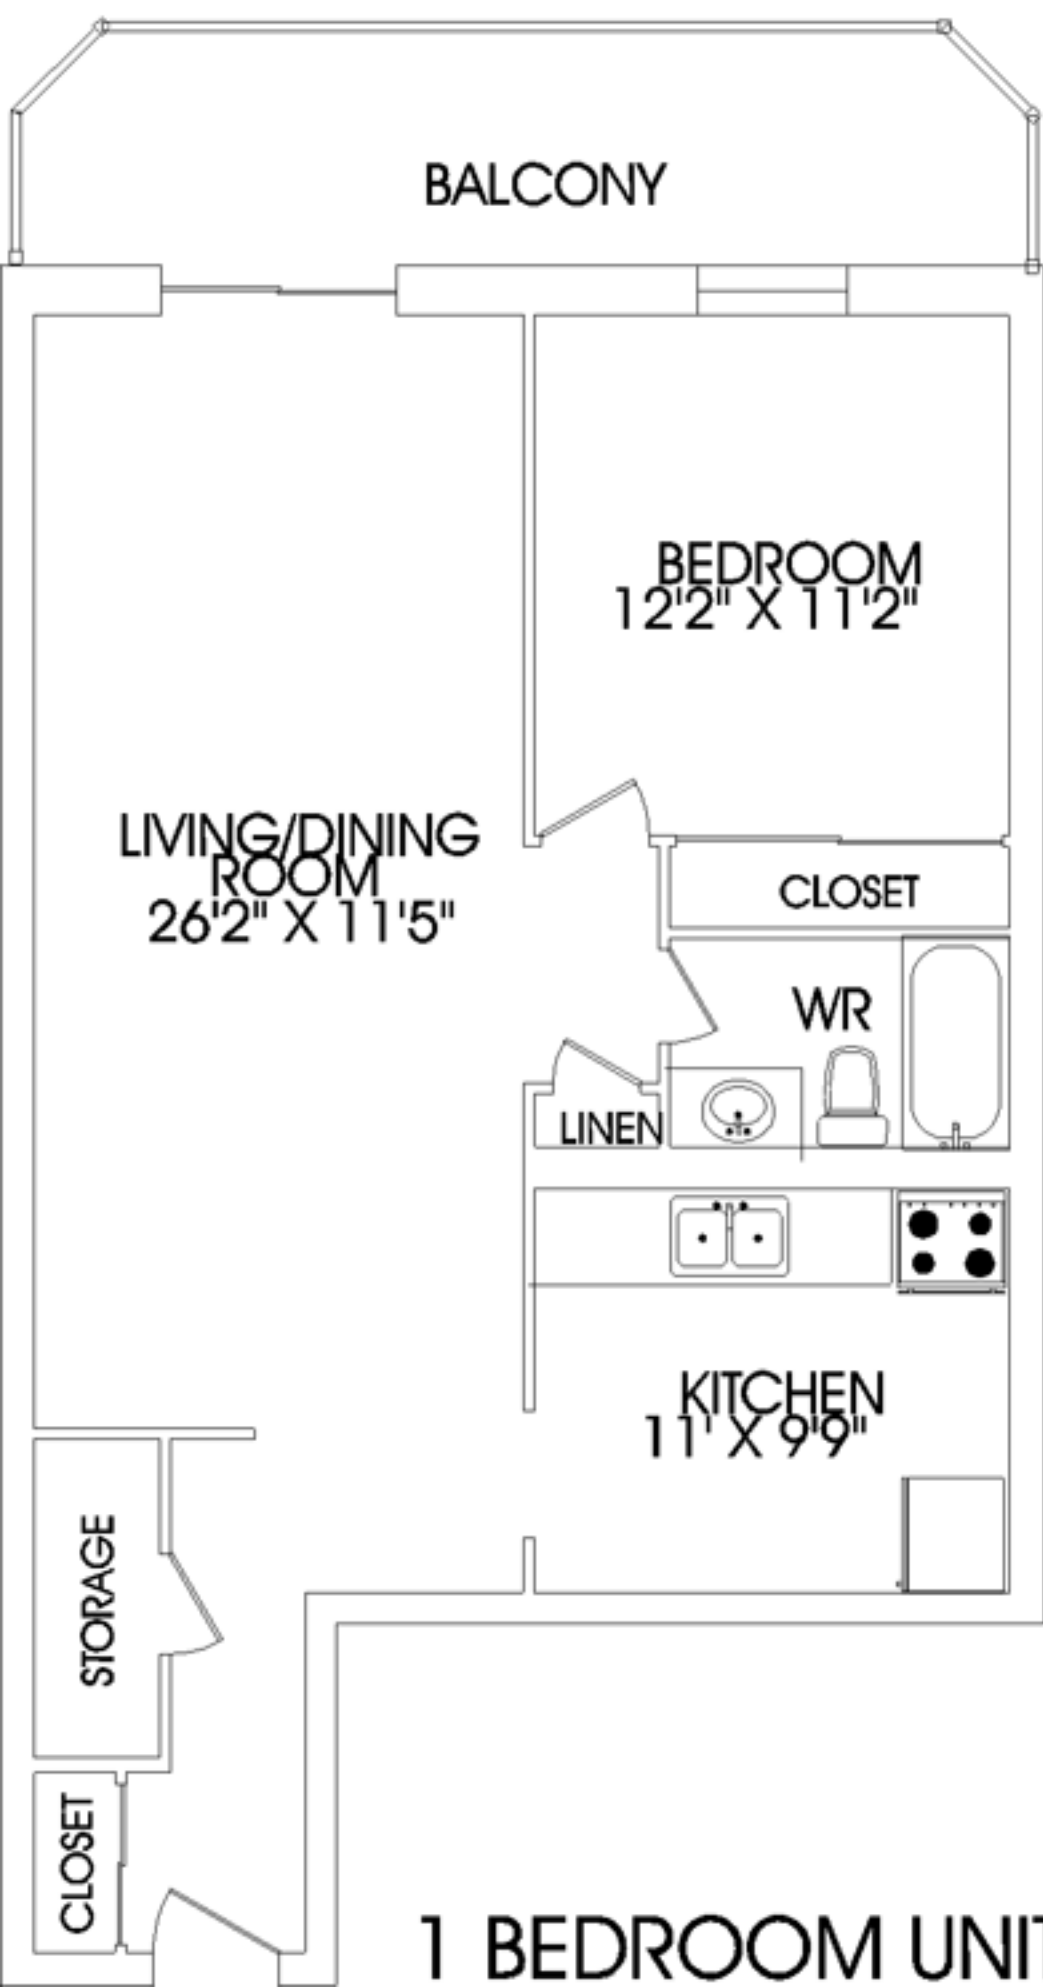 BALCONY
BEDROOM
12'2" X 11'2"
LIVING/DINING
ROOM
26'2" X 11'5"
CLOSET
WR
LINEN
KITCHEN
11' X 9'9"
STORAGE
CLOSET
1 BEDROOM UNIT